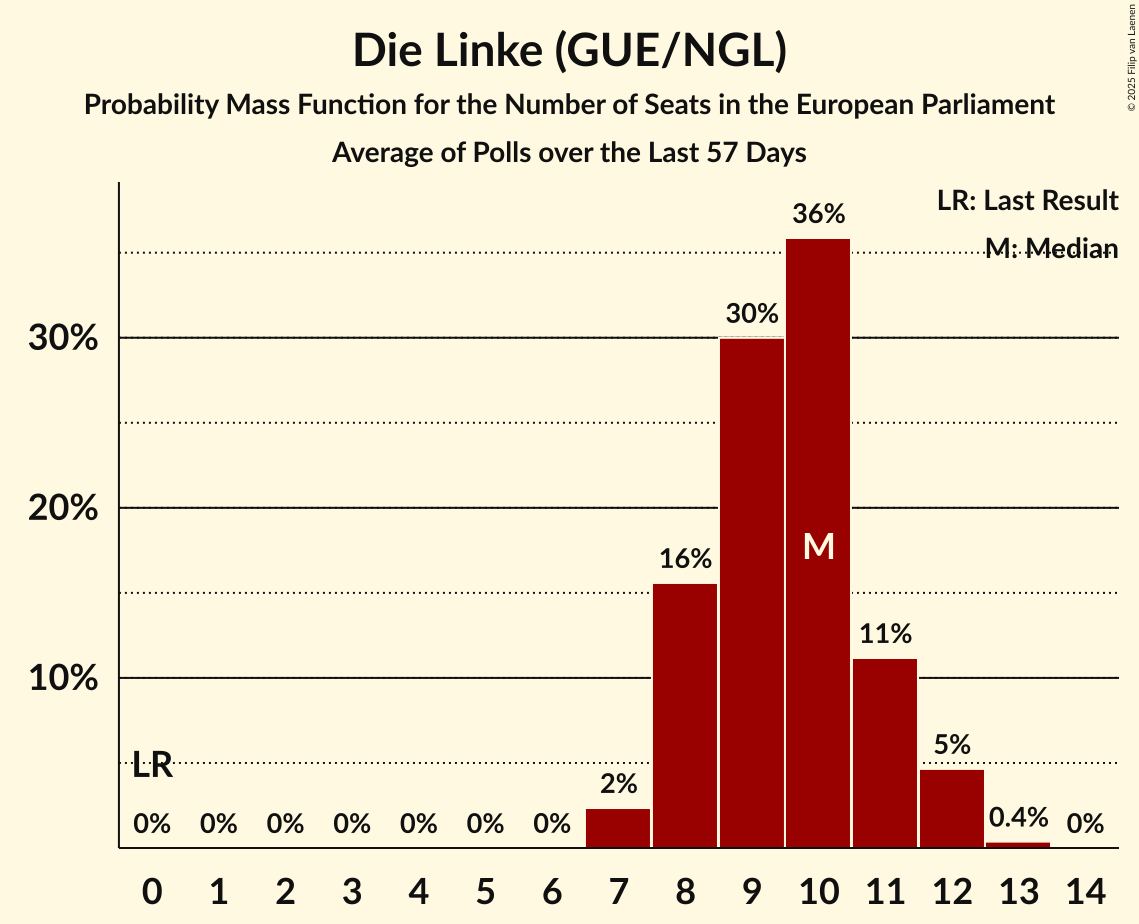 Die Linke (GUE/NGL)
Probability Mass Function for the Number of Seats in the European Parliament
Average of Polls over the Last 57 Days
© 2025 Filip van Laenen
LR: Last Result
M: Median
36%
30%
16%
11%
5%
2%
0.4%
0% 0% 0% 0% 0% 0% 0% 0%
30%
20%
10%
LR
M
0 1 2 3 4 5 6 7 8 9 10 11 12 13 14